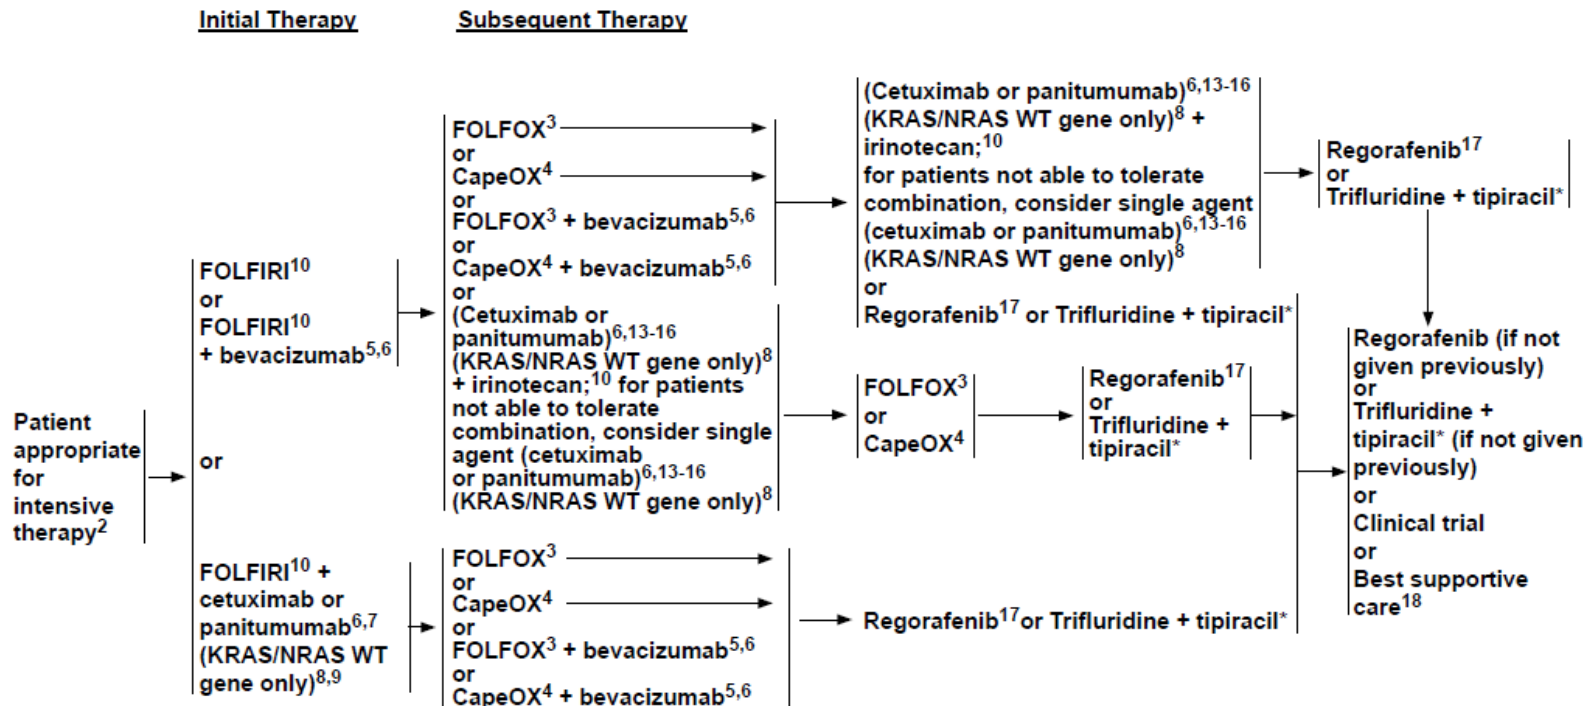 Initial Therapy
Subsequent Therapy
Patient
appropriate
for
intensive
therapy2
FOLFIRI10
or
FOLFIRI10
+ bevacizumab5,6
or
FOLFIRI10 +
cetuximab or
panitumumab6,7
(KRAS/NRAS WT
gene only)8,9
FOLFOX3
or
CapeOX4
or
FOLFOX3 + bevacizumab5,6
or
CapeOX4 + bevacizumab5,6
or
(Cetuximab or
panitumumab)6,13-16
(KRAS/NRAS WT gene only)8
+ irinotecan;10 for patients
not able to tolerate
combination, consider single
agent (cetuximab
or panitumumab)6,13-16
(KRAS/NRAS WT gene only)8
FOLFOX3
or
CapeOX4
or
FOLFOX3 + bevacizumab5,6
or
CapeOX4 + bevacizumab5,6
(Cetuximab or panitumumab)6,13-16
(KRAS/NRAS WT gene only)8 +
irinotecan;10
for patients not able to tolerate
combination, consider single agent
(cetuximab or panitumumab)6,13-16
(KRAS/NRAS WT gene only)8
or
Regorafenib17 or Trifluridine + tipiracil*
FOLFOX3
or
CapeOX4
Regorafenib17
or
Trifluridine +
tipiracil*
Regorafenib17or Trifluridine + tipiracil*
Regorafenib17
or
Trifluridine + tipiracil*
Regorafenib (if not
given previously)
or
Trifluridine +
tipiracil* (if not given
previously)
or
Clinical trial
or
Best supportive
care18